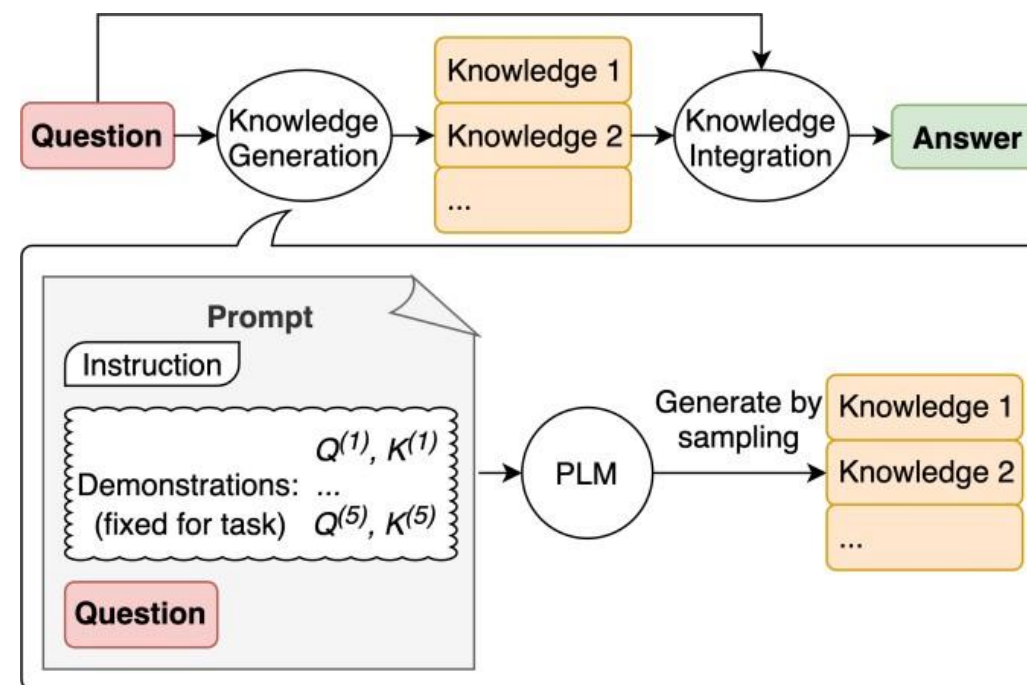 Question
Knowledge
Generation
Knowledge 1
Knowledge 2
...
Knowledge
Integration
Answer
Prompt
Instruction
Q(1), K(1)
Demonstrations: ...
(fixed for task) Q(5), K(5)
Question
PLM
Generate by
sampling
Knowledge 1
Knowledge 2
...